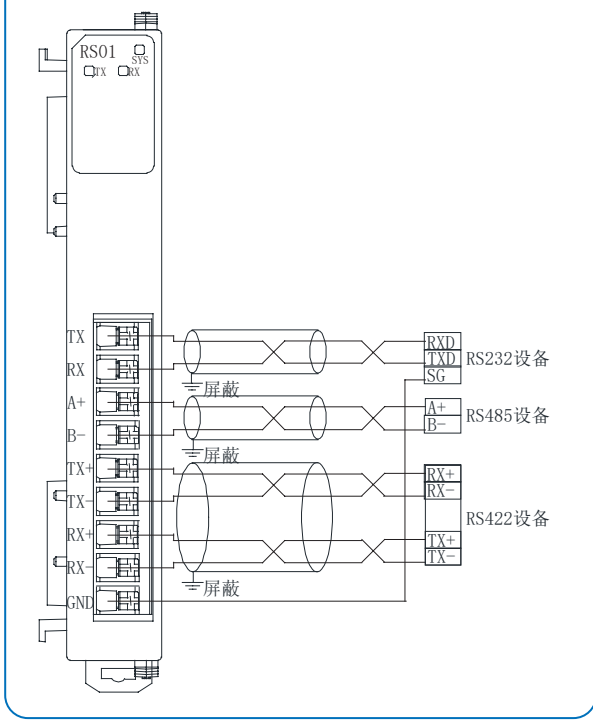 RS01
SYS
TX RX
TX
RX
A+
B-
TX+
TX-
RX+
RX-
GND
屏蔽
屏蔽
屏蔽
RXD
TXD
SG
RS232设备
A+
B-
RS485设备
RX+
RX-
RS422设备
TX+
TX-